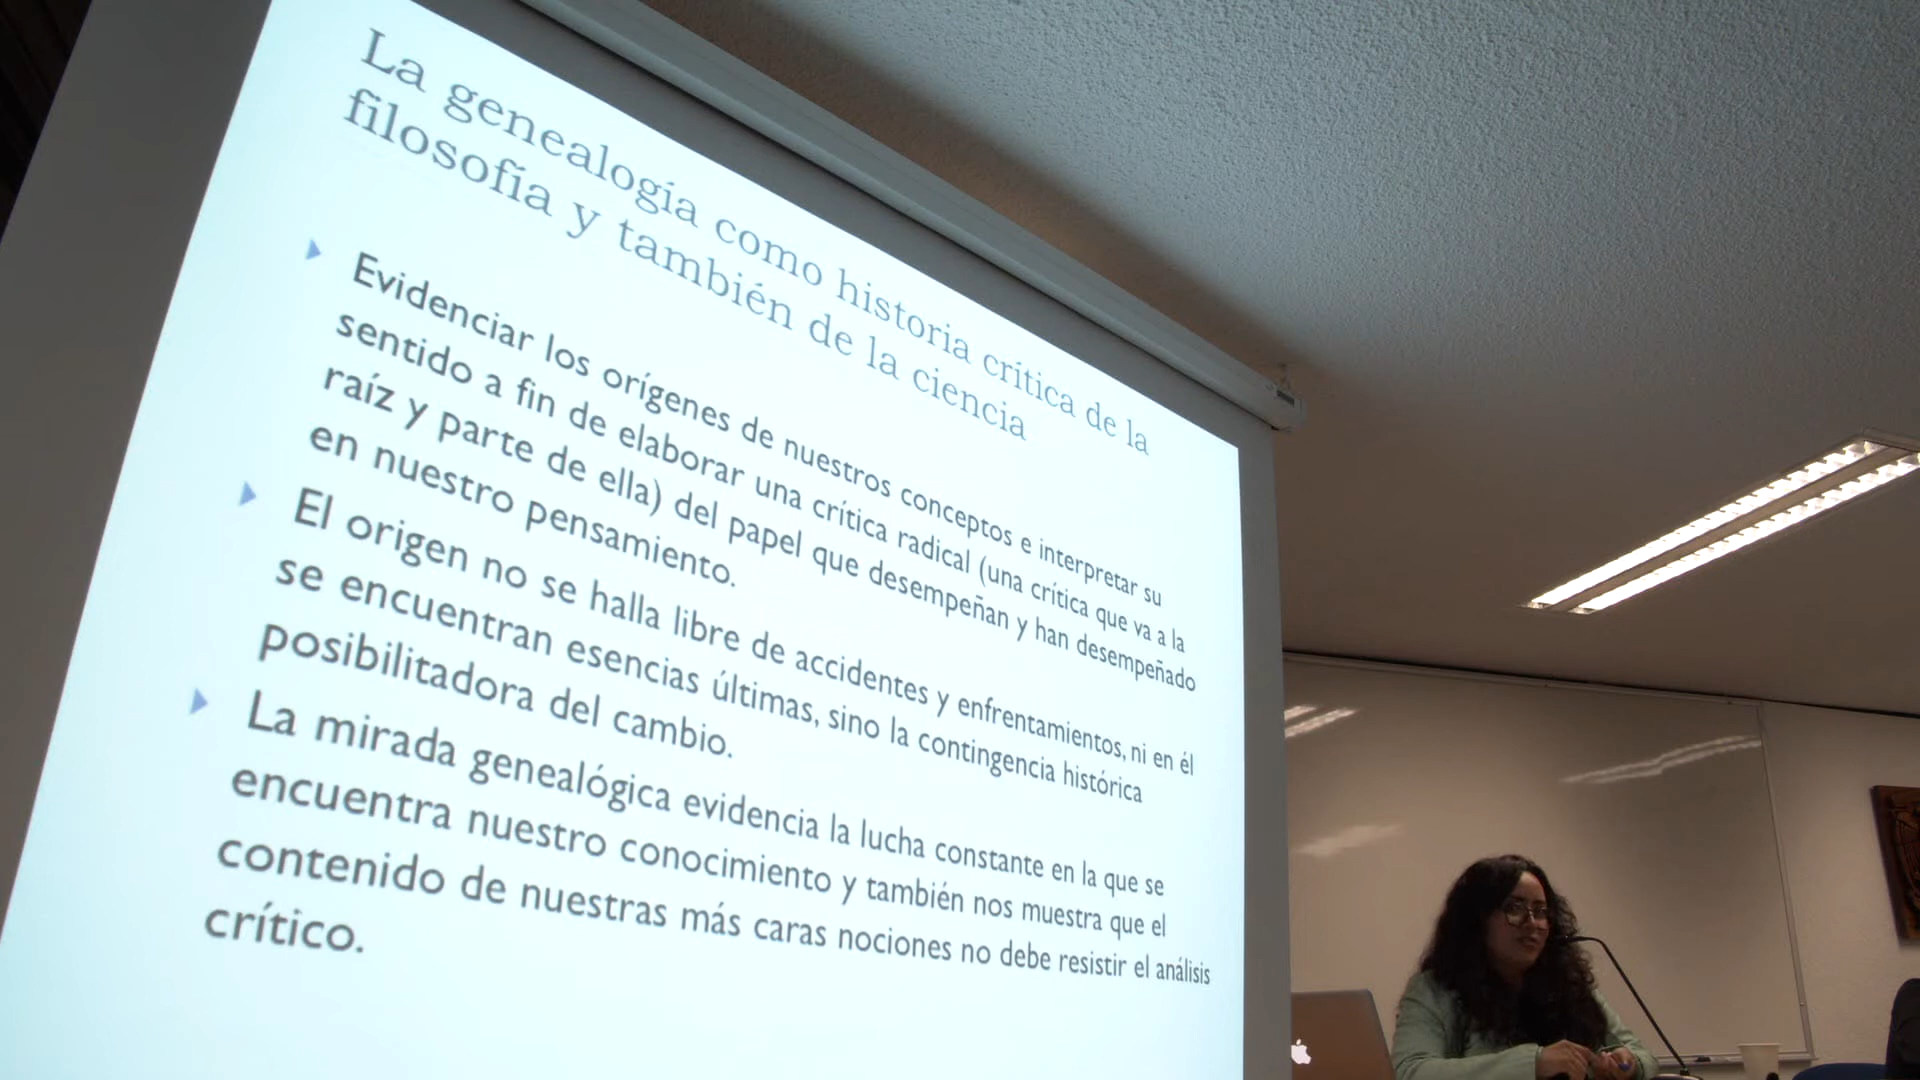 La genealogía como historia crítica de la
filosofía y también de la ciencia
Evidenciar los orígenes de nuestros conceptos e interpretar su
sentido a fin de elaborar una crítica radical (una crítica que va a la
raíz y parte de ella) del papel que desempeñan y han desempeñado
en nuestro pensamiento.
El origen no se halla libre de accidentes y enfrentamientos, ni en él
se encuentran esencias últimas, sino la contingencia histórica
posibilitadora del cambio.
La mirada genealógica evidencia la lucha constante en la que se
encuentra nuestro conocimiento y también nos muestra que el
contenido de nuestras más caras nociones no debe resistir el análisis
crítico.